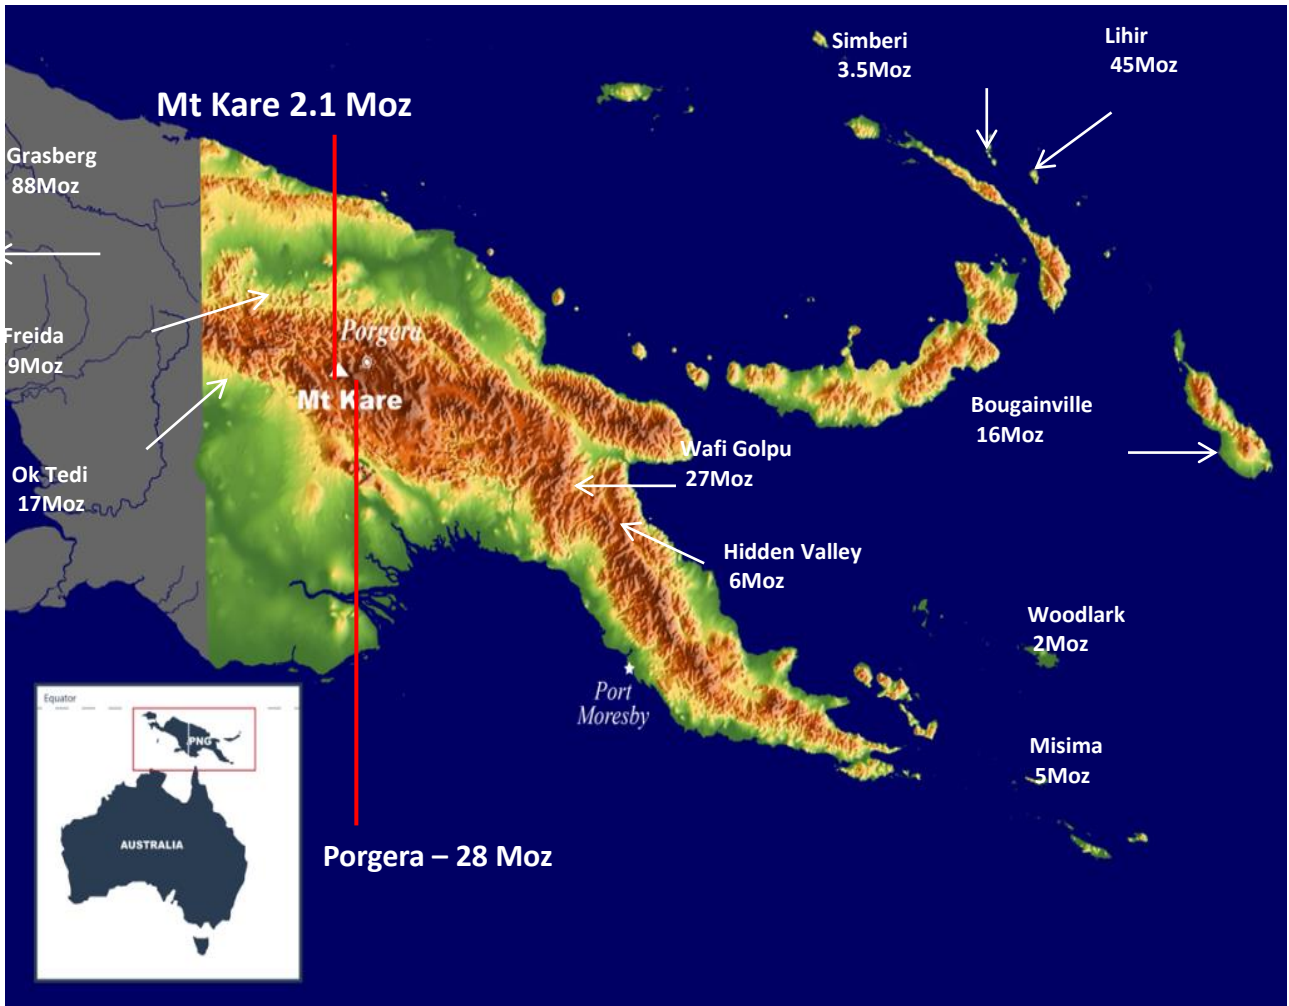 Simberi
3.5Moz
Lihir
45Moz
Mt Kare 2.1 Moz
Grasberg
88Moz
Porgera
Freida
9Moz
Mt Kare
Bougainville
16Moz
Wafi Golpu
27Moz
Ok Tedi
17Moz
Hidden Valley
6Moz
Woodlark
2Moz
Port
Moresby
Misima
5Moz
Equator
PNG
AUSTRALIA
Porgera – 28 Moz